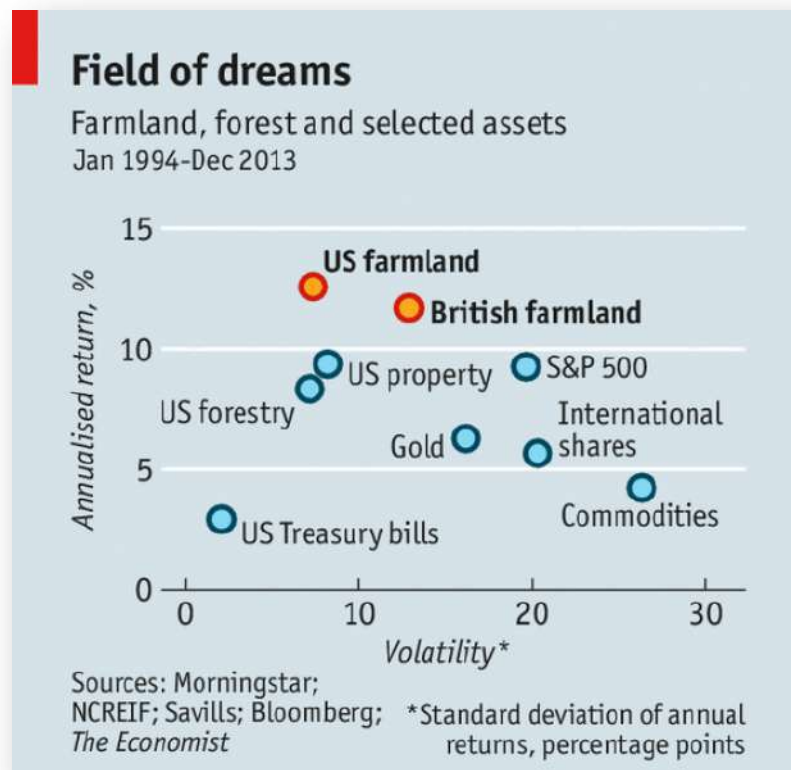 Field of dreams
Farmland, forest and selected assets
Jan 1994-Dec 2013
Annualised return, %
15
10
5
0
US farmland
British farmland
US property
S&P 500
US forestry
International
shares
Gold
Commodities
US Treasury bills
0
10
20
30
Volatility*
Sources: Morningstar;
NCREIF; Savills; Bloomberg;
The Economist
*Standard deviation of annual
returns, percentage points